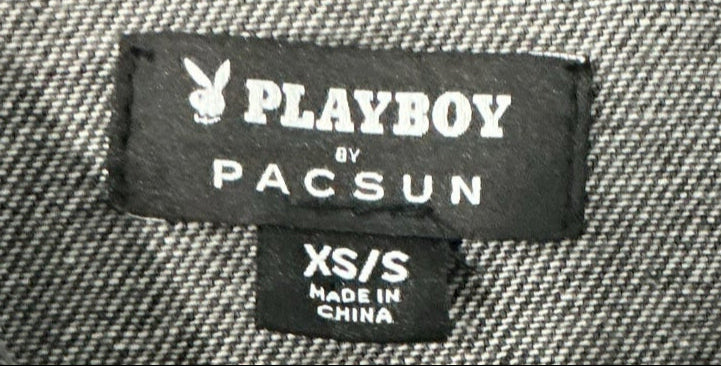 PLAYBOY
BY
PACSUN
XS/S
MADE IN
CHINA